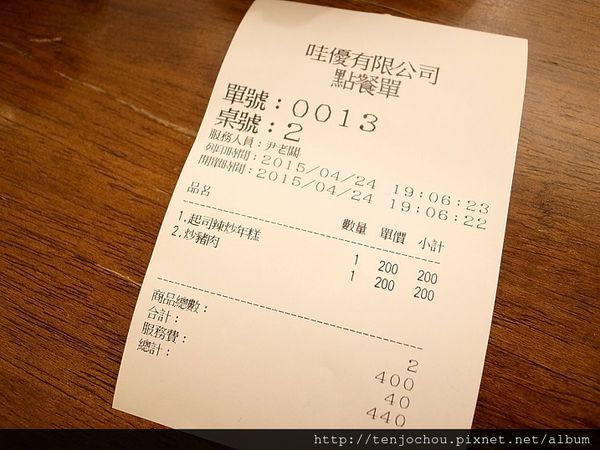 哇優有限公司
點餐單
單號：0013
桌號：2
服務人員：尹老闆
列印時間：2015/04/24 19:06:23
開單時間：2015/04/24 19:06:22
品名 數量 單價 小計
1.起司辣炒年糕 1 200 200
2.炒豬肉 1 200 200
商品總數： 2
合計： 400
服務費： 40
總計： 440
http://tenjochou.pixnet.net/album